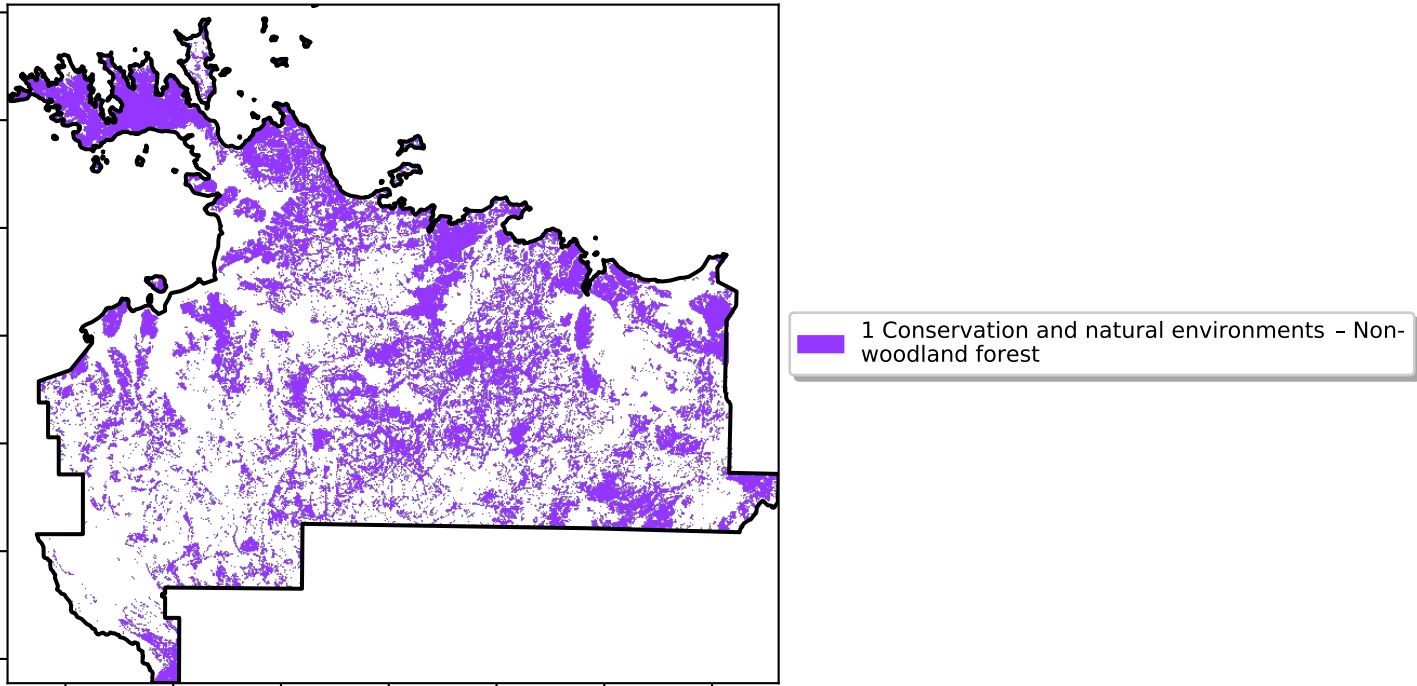 1 Conservation and natural environments – Non-
woodland forest